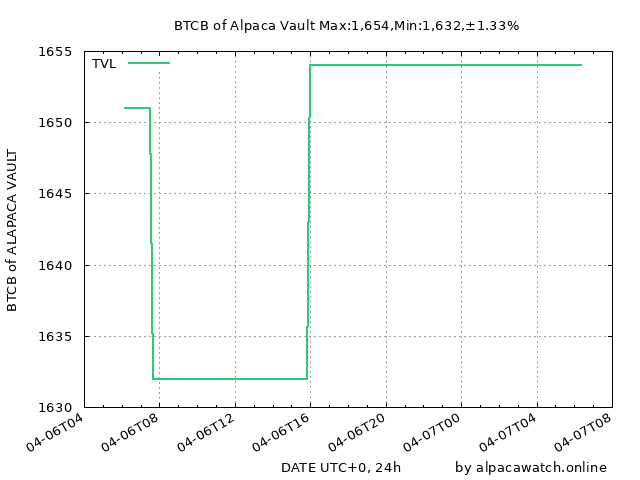 BTCB of Alpaca Vault Max:1,654,Min:1,632,±1.33%
TVL
BTCB of ALAPACA VAULT
1655
1650
1645
1640
1635
1630
04-06T04
04-06T08
04-06T12
04-06T16
04-06T20
04-07T00
04-07T04
04-07T08
DATE UTC+0, 24h
by alpacawatch.online